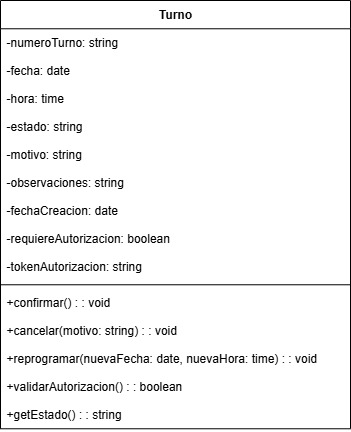 Turno
-numeroTurno: string
-fecha: date
-hora: time
-estado: string
-motivo: string
-observaciones: string
-fechaCreacion: date
-requiereAutorizacion: boolean
-tokenAutorizacion: string
+confirmar() : : void
+cancelar(motivo: string) : : void
+reprogramar(nuevaFecha: date, nuevaHora: time) : : void
+validarAutorizacion() : : boolean
+getEstado() : : string